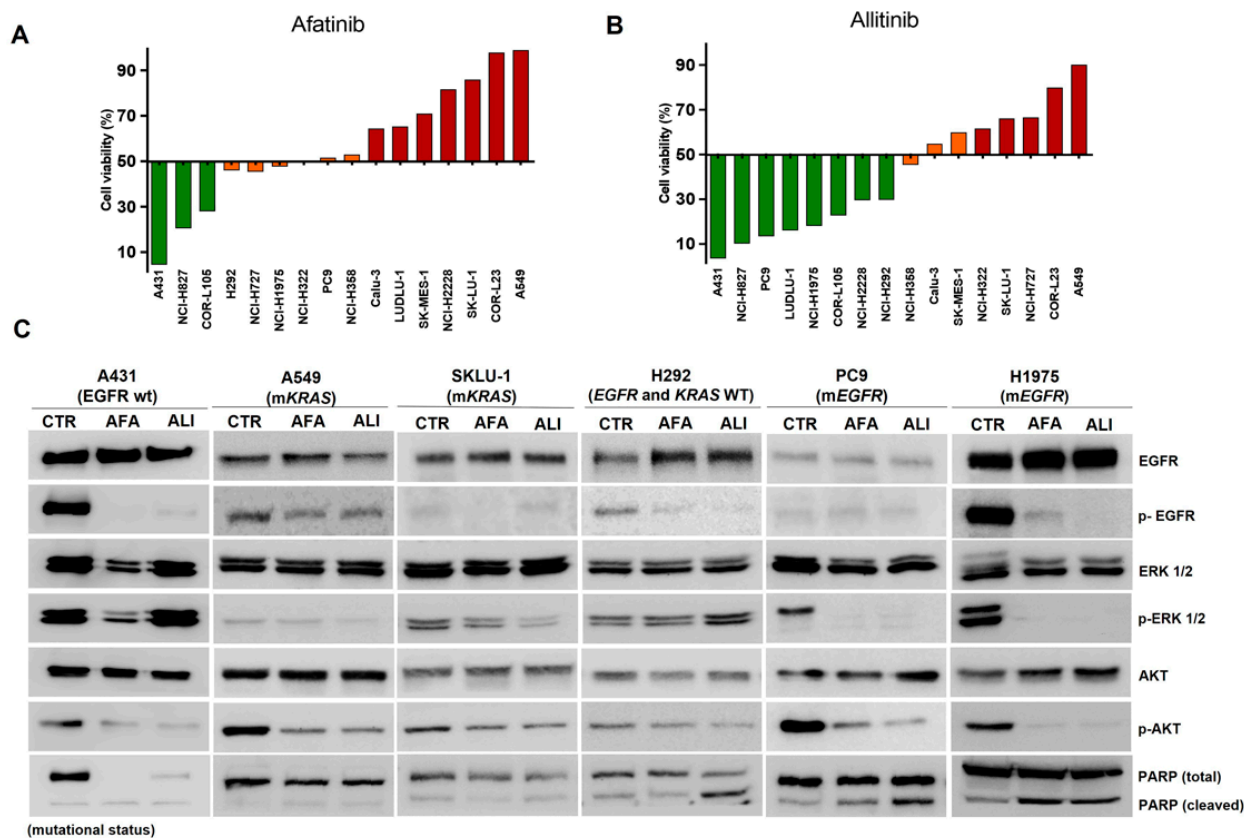 A
Afatinib
Cell viability (%)
90
70
50
30
10
A431
NCI-H827
COR-L105
H292
NCI-H727
NCI-H1975
NCI-H322
PC9
NCI-H358
Calu-3
LUDLU-1
SK-MES-1
NCI-H2228
SK-LU-1
COR-L23
A549
B
Allitinib
Cell viability (%)
90
70
50
30
10
A431
NCI-H827
PC9
LUDLU-1
NCI-H1975
COR-L105
NCI-H2228
NCI-H292
NCI-H358
Calu-3
SK-MES-1
NCI-H322
SK-LU-1
NCI-H727
COR-L23
A549
C
A431
(EGFR wt)
CTR AFA ALI
A549
(mKRAS)
CTR AFA ALI
SKLU-1
(mKRAS)
CTR AFA ALI
H292
(EGFR and KRAS WT)
CTR AFA ALI
PC9
(mEGFR)
CTR AFA ALI
H1975
(mEGFR)
CTR AFA ALI
EGFR
p- EGFR
ERK 1/2
p-ERK 1/2
AKT
p-AKT
PARP (total)
PARP (cleaved)
(mutational status)